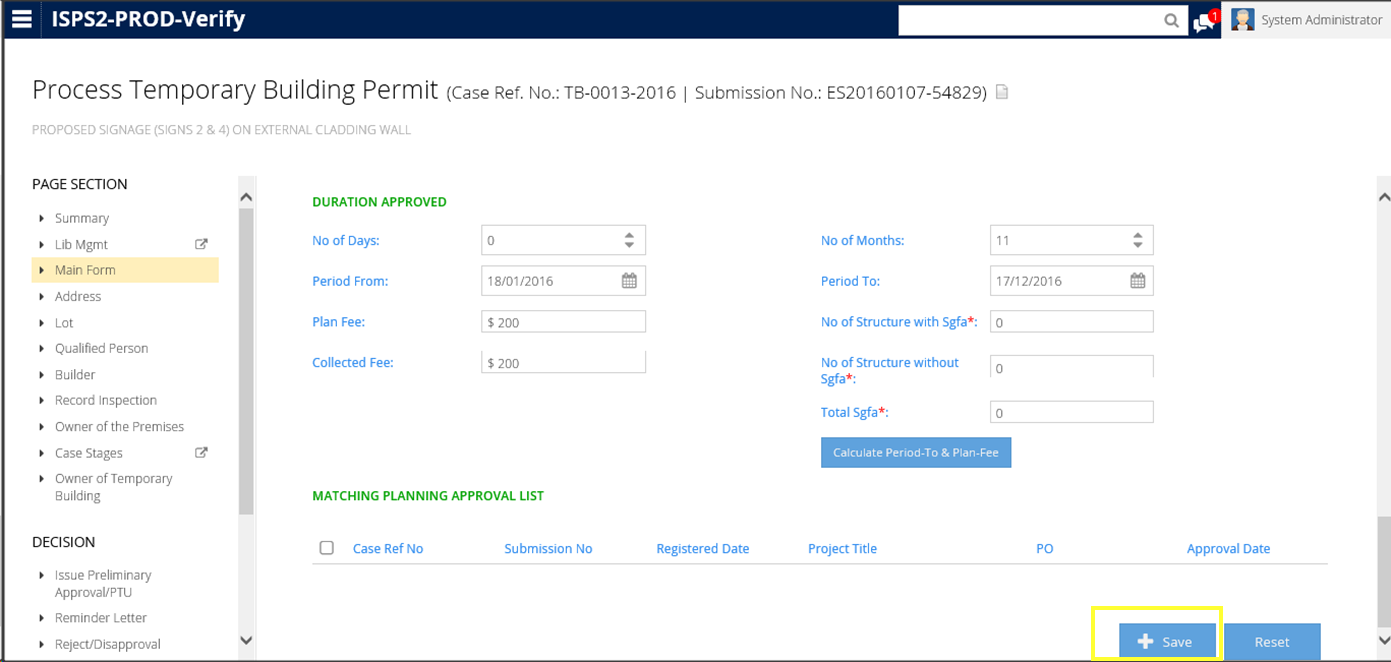 ISPS2-PROD-Verify
1
System Administrator
Process Temporary Building Permit (Case Ref. No.: TB-0013-2016 | Submission No.: ES20160107-54829)
PROPOSED SIGNAGE (SIGNS 2 & 4) ON EXTERNAL CLADDING WALL
PAGE SECTION
Summary
Lib Mgmt
Main Form
Address
Lot
Qualified Person
Builder
Record Inspection
Owner of the Premises
Case Stages
Owner of Temporary
Building
DECISION
Issue Preliminary
Approval/PTU
Reminder Letter
Reject/Disapproval
DURATION APPROVED
No of Days: 0
No of Months: 11
Period From: 18/01/2016
Period To: 17/12/2016
Plan Fee: $ 200
No of Structure with Sgfa*: 0
Collected Fee: $ 200
No of Structure without
Sgfa*: 0
Total Sgfa*: 0
Calculate Period-To & Plan-Fee
MATCHING PLANNING APPROVAL LIST
Case Ref No Submission No Registered Date Project Title PO Approval Date
Save Reset